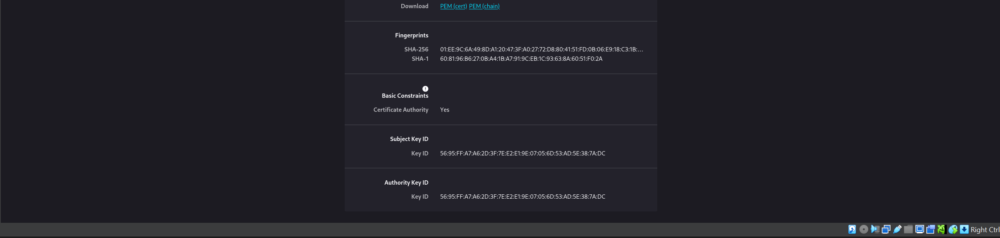 Download PEM (cert) PEM (chain)
Fingerprints
SHA-256 01:EE:9C:6A:49:8D:A1:20:47:3F:A0:27:72:D8:80:41:51:FD:0B:06:E9:18:C3:1B:...
SHA-1 60:81:96:B6:27:0B:A4:1B:A7:91:9C:EB:1C:93:63:8A:60:51:F0:2A
Basic Constraints
Certificate Authority Yes
Subject Key ID
Key ID 56:95:FF:A7:A6:2D:3F:7E:E2:E1:9E:07:05:6D:53:AD:5E:38:7A:DC
Authority Key ID
Key ID 56:95:FF:A7:A6:2D:3F:7E:E2:E1:9E:07:05:6D:53:AD:5E:38:7A:DC
Right Ctrl